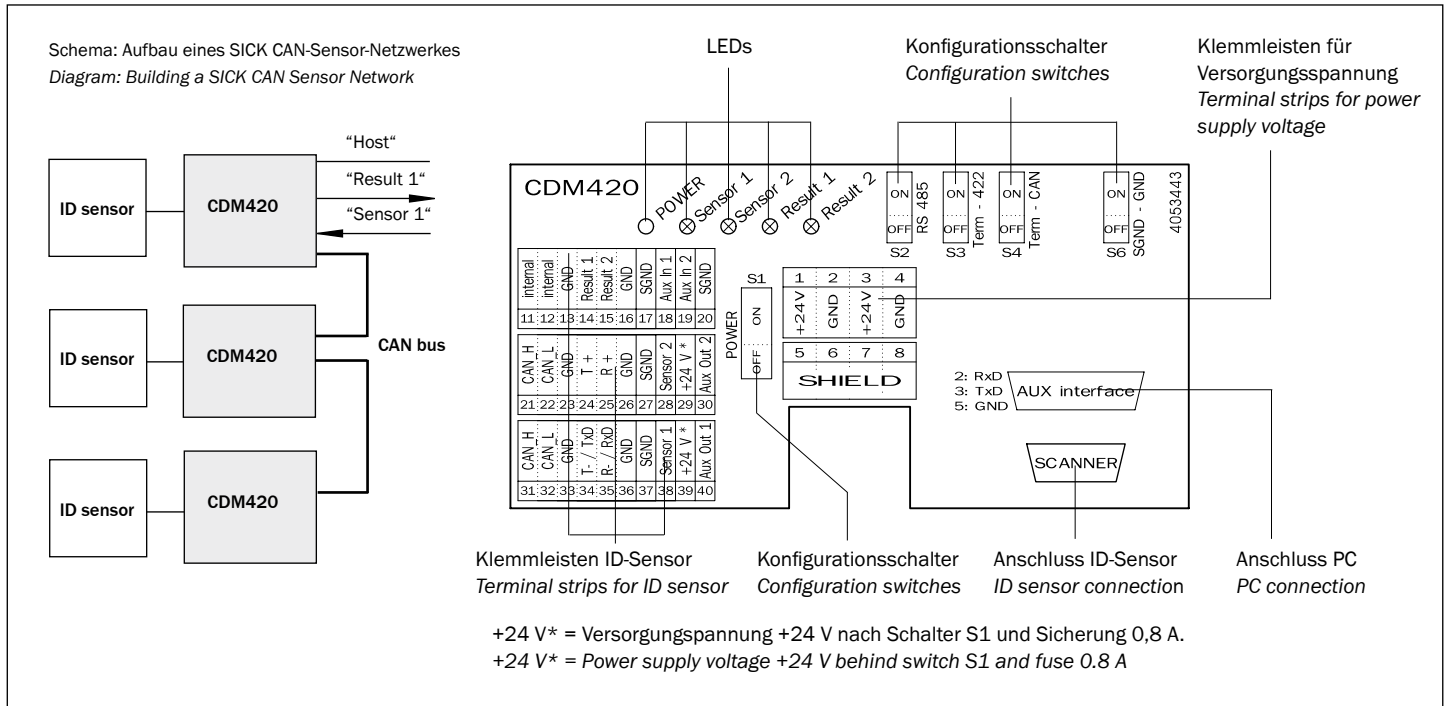 Schema: Aufbau eines SICK CAN-Sensor-Netzwerkes
Diagram: Building a SICK CAN Sensor Network
ID sensor
CDM420
“Host“
“Result 1“
“Sensor 1“
ID sensor
CDM420
CAN bus
ID sensor
CDM420
LEDs
Konfigurationsschalter
Configuration switches
Klemmleisten für
Versorgungsspannung
Terminal strips for power
supply voltage
CDM420
POWER
Sensor 1
Sensor 2
Result 1
Result 2
ON
OFF
S2
RS 485
ON
OFF
S3
Term - 422
ON
OFF
S4
Term - CAN
ON
OFF
S6
SGND - GND
4053443
internal internal GND Result 1 Result 2 GND SGND Aux In 1 Aux In 2 SGND
11 12 13 14 15 16 17 18 19 20
CAN_H CAN_L GND T + R + GND SGND Sensor 2 +24 V * Aux Out 2
21 22 23 24 25 26 27 28 29 30
CAN_H CAN_L GND T- / TxD R- / RxD GND SGND Sensor 1 +24 V * Aux Out 1
31 32 33 34 35 36 37 38 39 40
S1
POWER
ON
OFF
1 2 3 4
+24V GND +24V GND
5 6 7 8
SHIELD
2: RxD
3: TxD
5: GND
AUX interface
SCANNER
Klemmleisten ID-Sensor
Terminal strips for ID sensor
Konfigurationsschalter
Configuration switches
Anschluss ID-Sensor
ID sensor connection
Anschluss PC
PC connection
+24 V* = Versorgungspannung +24 V nach Schalter S1 und Sicherung 0,8 A.
+24 V* = Power supply voltage +24 V behind switch S1 and fuse 0.8 A